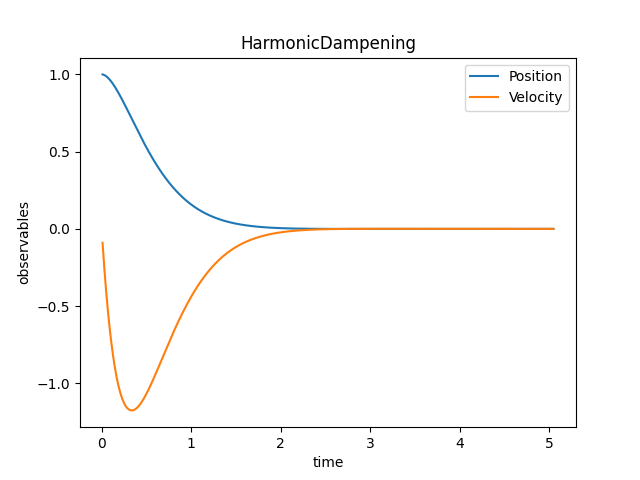 HarmonicDampening
Position
Velocity
1.0
0.5
0.0
−0.5
−1.0
observables
0 1 2 3 4 5
time